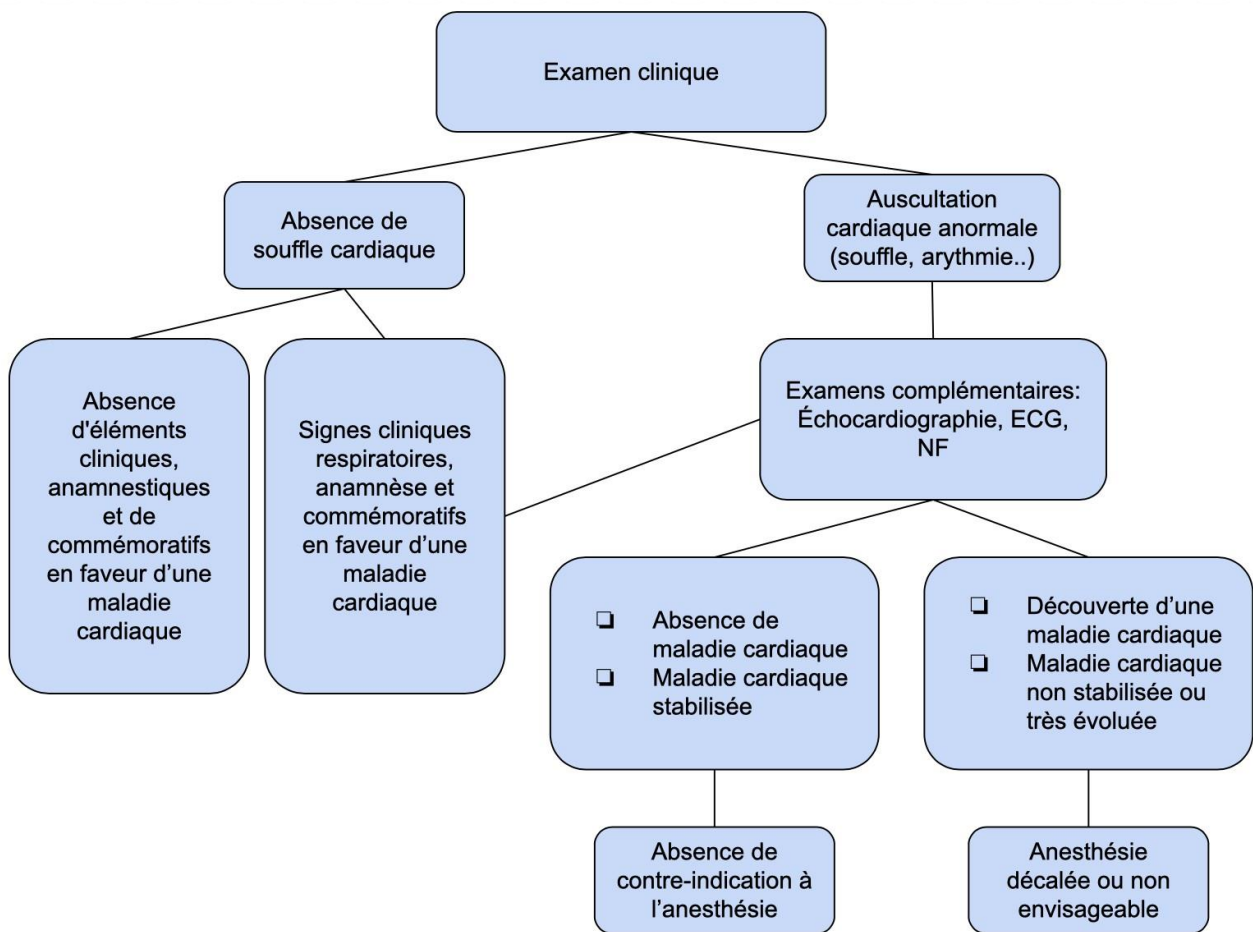 Examen clinique
Absence de
souffle cardiaque
Auscultation
cardiaque anormale
(souffle, arythmie..)
Absence
d'éléments
cliniques,
anamnestiques
et de
commémoratifs
en faveur d’une
maladie
cardiaque
Signes cliniques
respiratoires,
anamnèse et
commémoratifs
en faveur d’une
maladie
cardiaque
Examens complémentaires:
Échocardiographie, ECG,
NF
❏ Absence de
maladie cardiaque
❏ Maladie cardiaque
stabilisée
❏ Découverte d’une
maladie cardiaque
❏ Maladie cardiaque
non stabilisée ou
très évoluée
Absence de
contre-indication à
l’anesthésie
Anesthésie
décalée ou non
envisageable